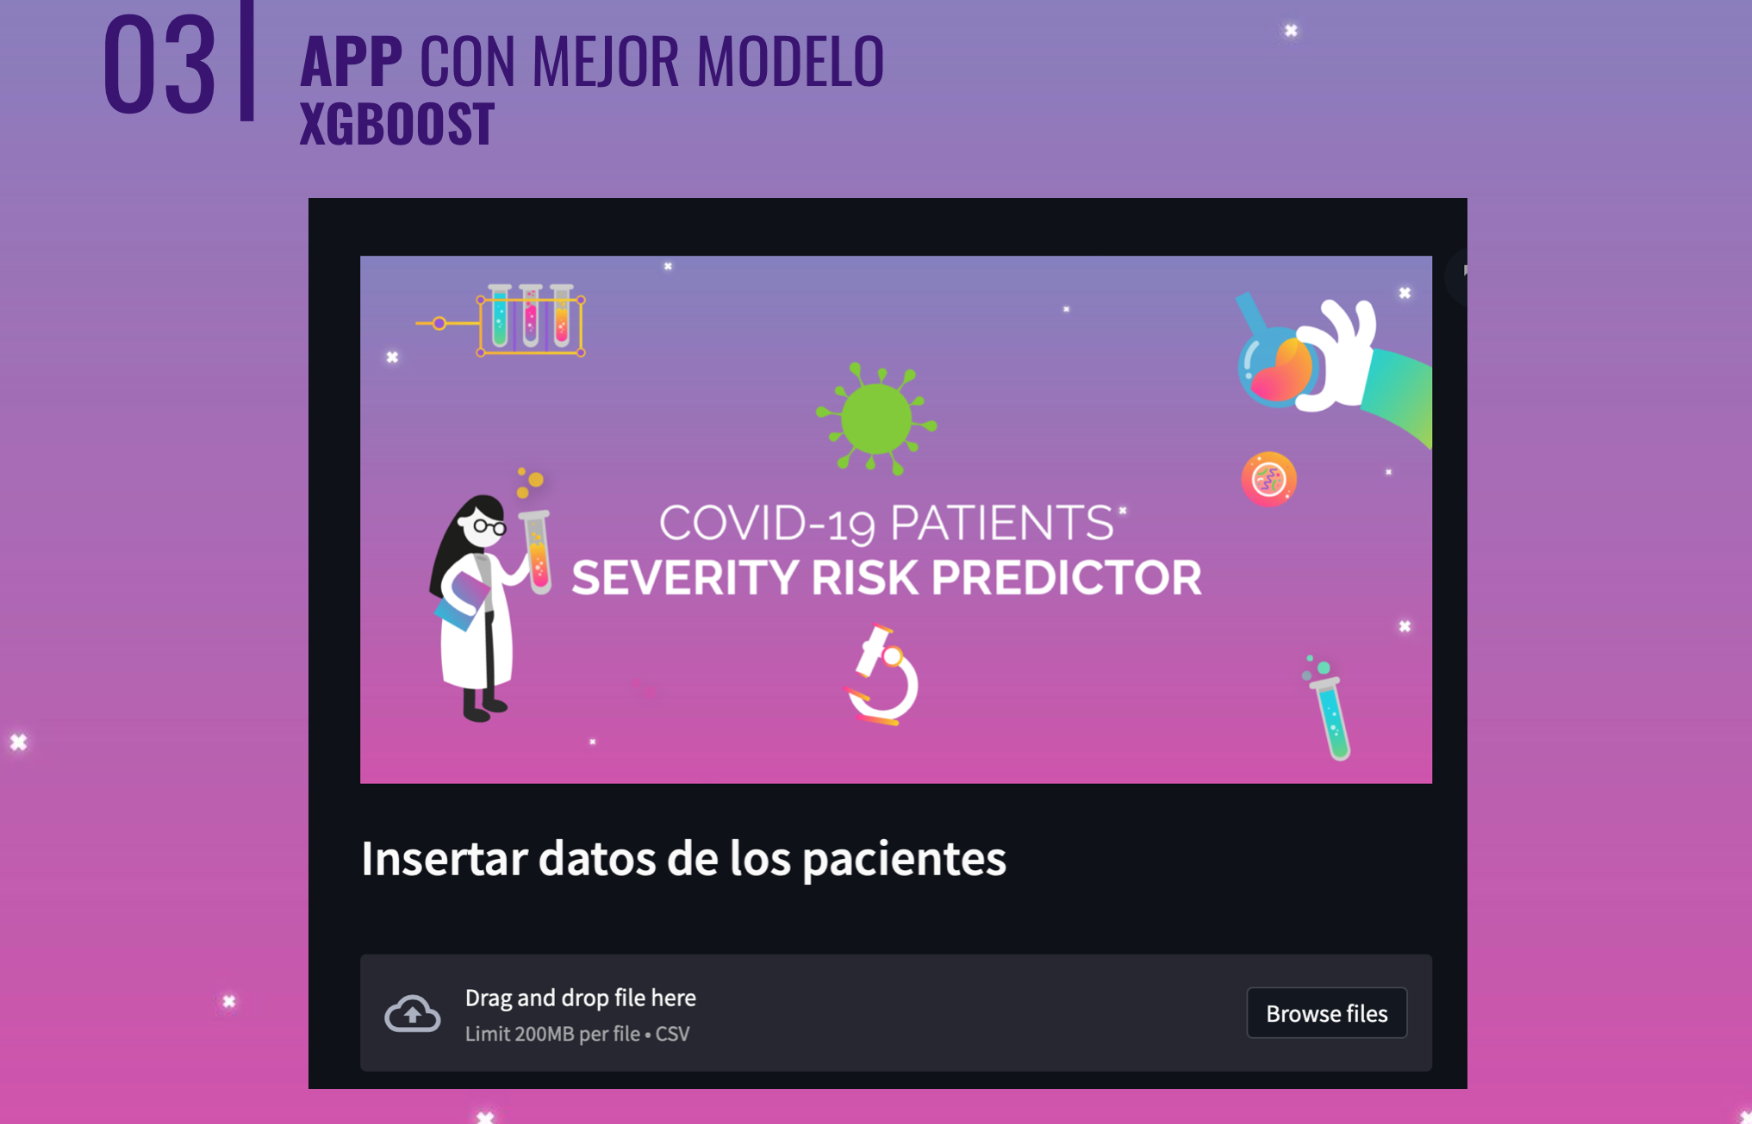 03
APP CON MEJOR MODELO
XGBOOST
COVID-19 PATIENTS
SEVERITY RISK PREDICTOR
Insertar datos de los pacientes
Drag and drop file here
Limit 200MB per file • CSV
Browse files